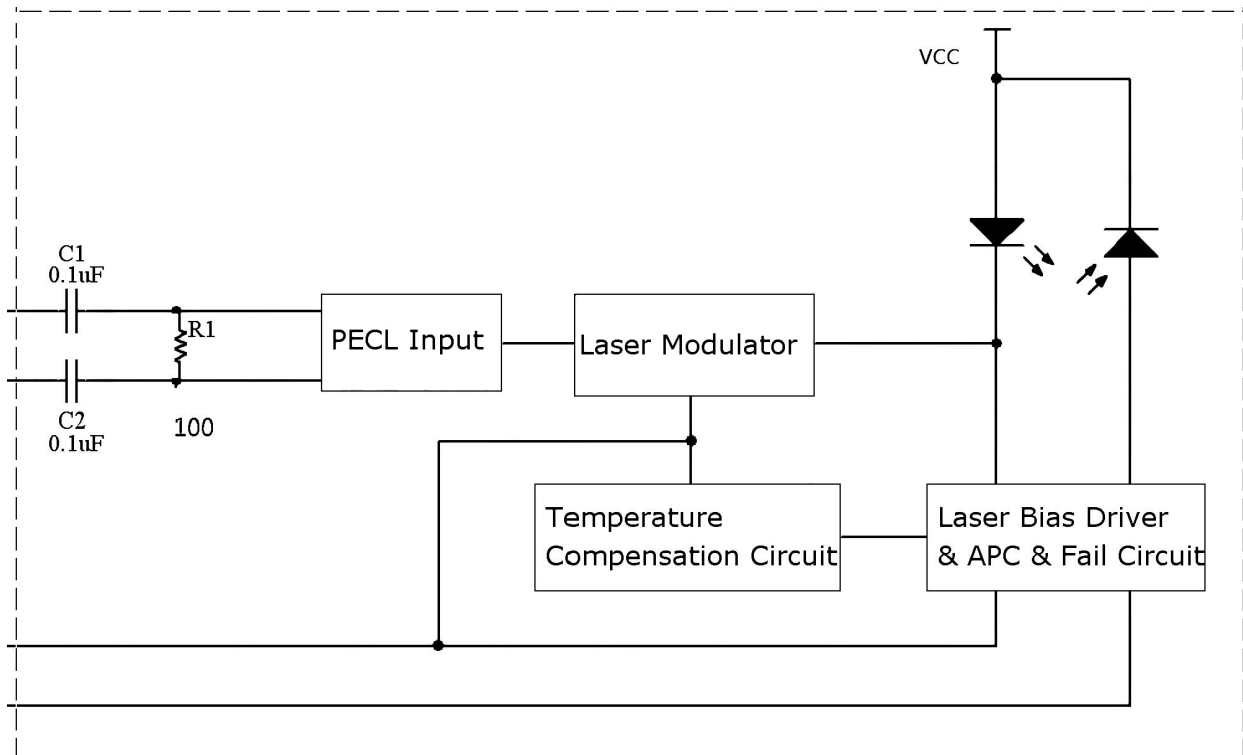 VCC
C1
0.1uF
R1
PECL Input
Laser Modulator
C2
0.1uF
100
Temperature
Compensation Circuit
Laser Bias Driver
& APC & Fail Circuit